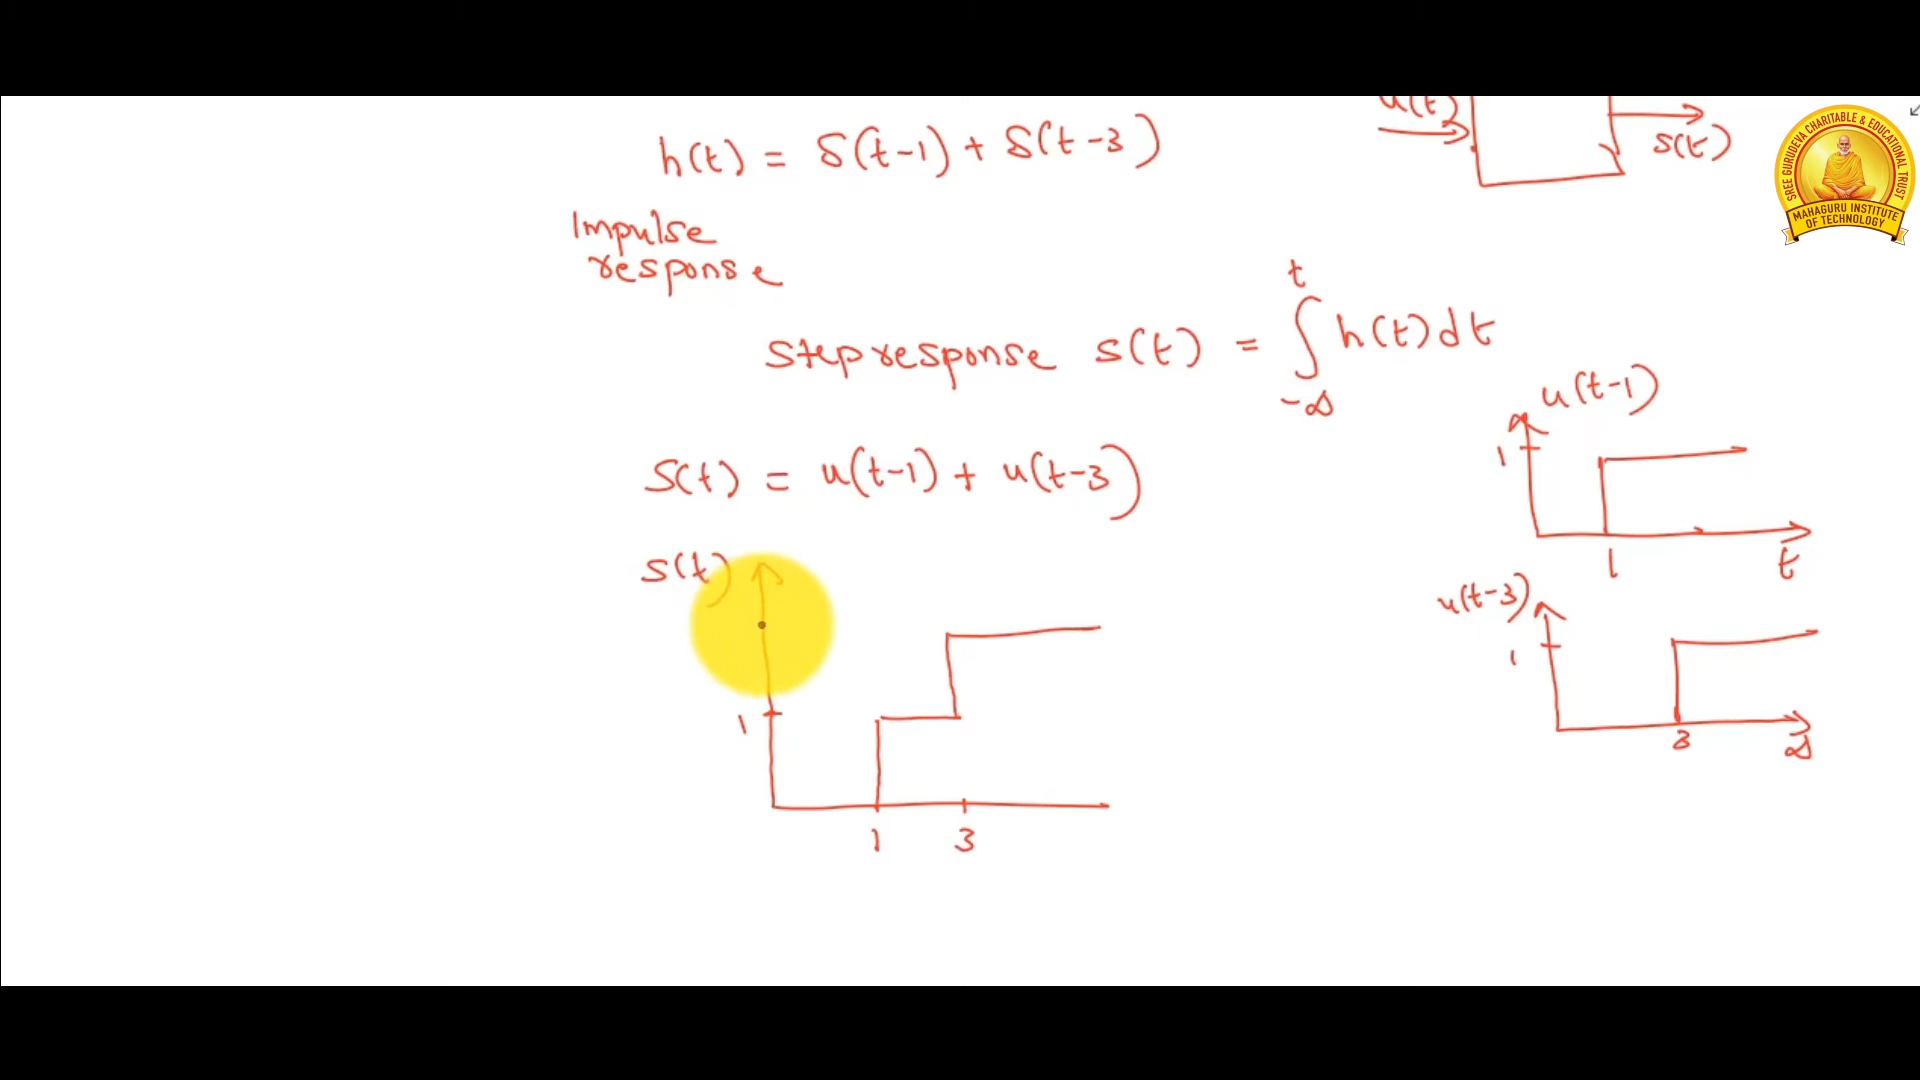 u(t)
h(t) = δ(t-1) + δ(t-3)
s(t)
Impulse
response
step response s(t) = ∫ h(t) dt
t
-∞
u(t-1)
1
1
t
S(t) = u(t-1) + u(t-3)
s(t)
1
1 3
u(t-3)
1
3
SREE GURUDEVA CHARITABLE & EDUCATIONAL TRUST
MAHAGURU INSTITUTE
OF TECHNOLOGY